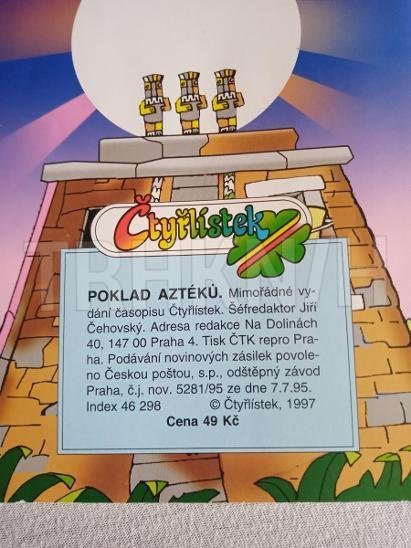 Čtyřlístek
POKLAD AZTÉKŮ. Mimořádné vy-
dání časopisu Čtyřlístek. Šéfredaktor Jiří
Čehovský. Adresa redakce Na Dolinách
40, 147 00 Praha 4. Tisk ČTK repro Pra-
ha. Podávání novinových zásilek povole-
no Českou poštou, s.p., odštěpný závod
Praha, č.j. nov. 5281/95 ze dne 7.7.95.
Index 46 298 © Čtyřlístek, 1997
Cena 49 Kč